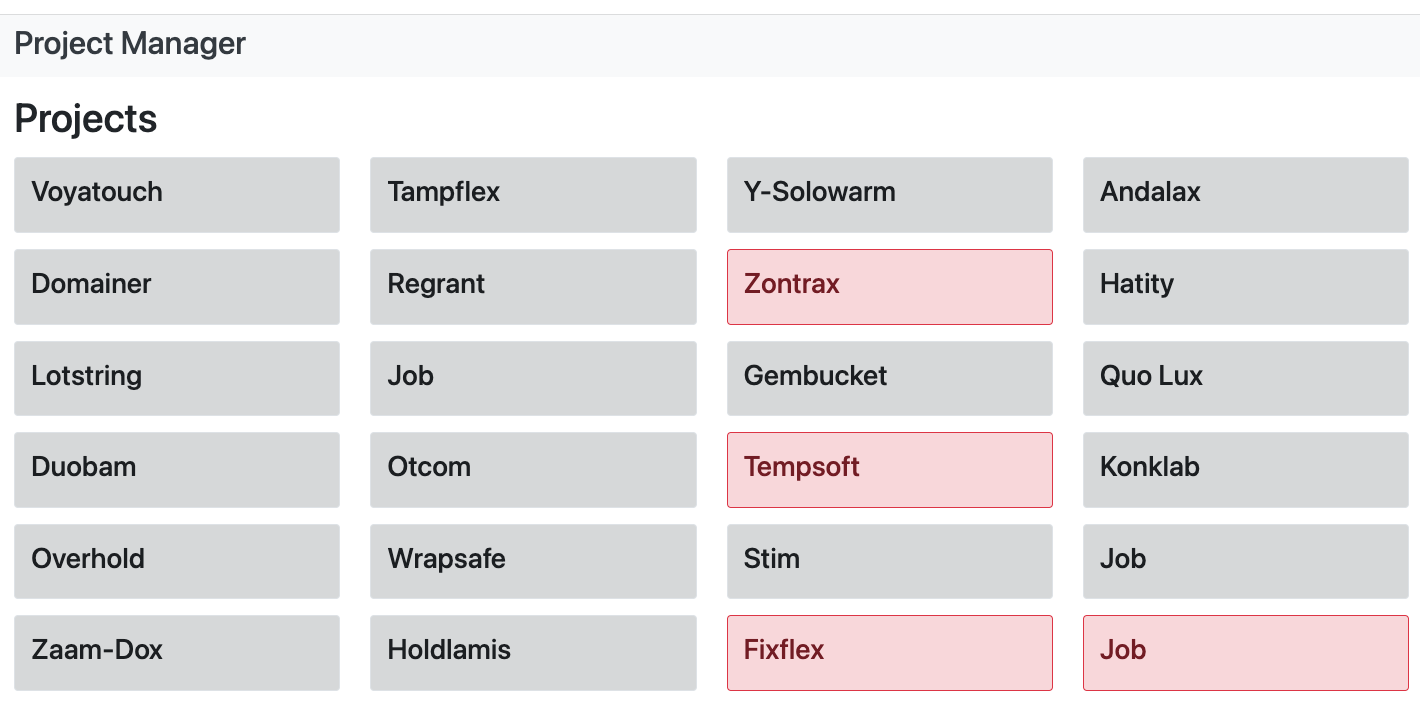 Project Manager
Projects
Voyatouch
Tampflex
Y-Solowarm
Andalax
Domainer
Regrant
Zontrax
Hatity
Lotstring
Job
Gembucket
Quo Lux
Duobam
Otcom
Tempsoft
Konklab
Overhold
Wrapsafe
Stim
Job
Zaam-Dox
Holdlamis
Fixflex
Job